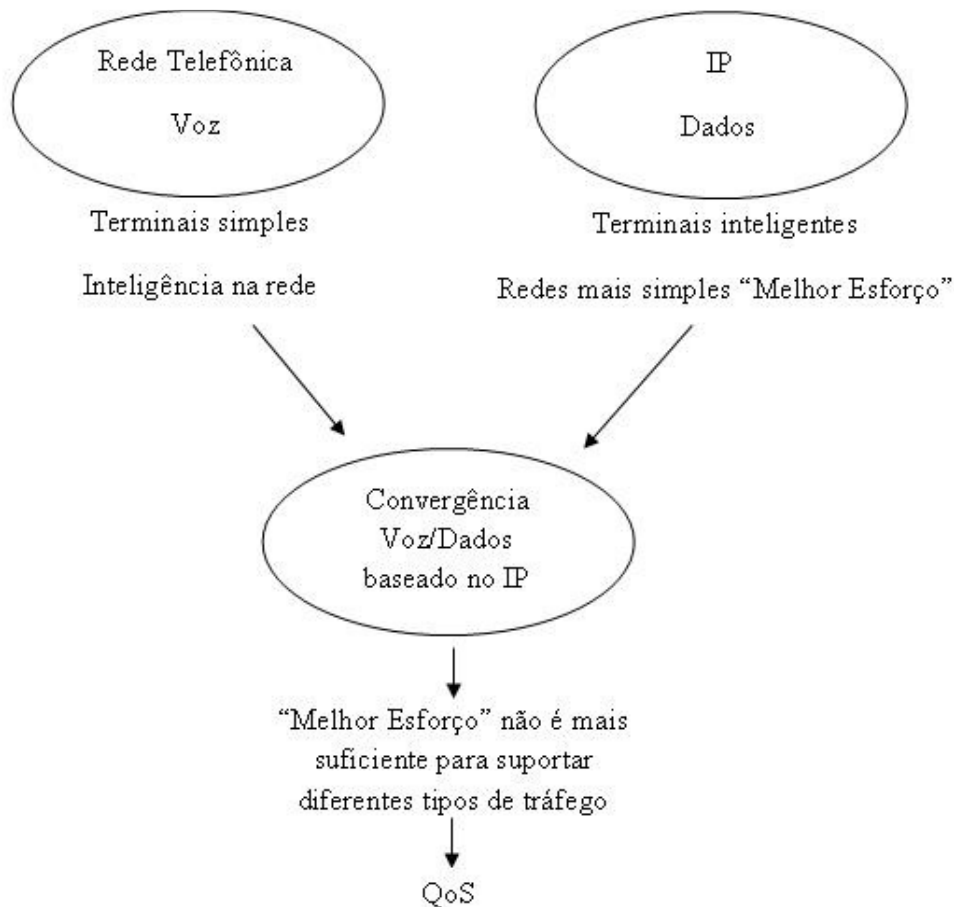 Rede Telefônica
Voz
Terminais simples
Inteligência na rede
IP
Dados
Terminais inteligentes
Redes mais simples “Melhor Esforço”
Convergência
Voz/Dados
baseado no IP
“Melhor Esforço” não é mais
suficiente para suportar
diferentes tipos de tráfego
QoS